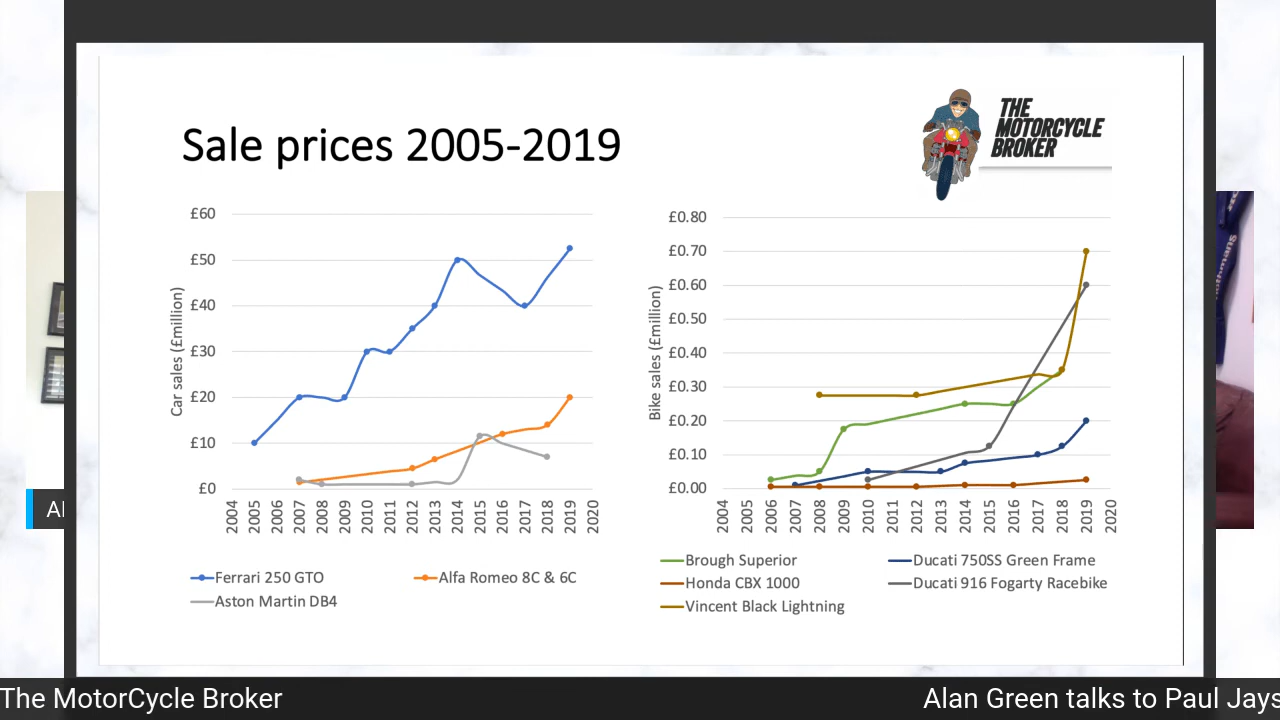 Sale prices 2005-2019
THE
MOTORCYCLE
BROKER
£60
£50
£40
£30
£20
£10
£0
Car sales (£million)
2004 2005 2006 2007 2008 2009 2010 2011 2012 2013 2014 2015 2016 2017 2018 2019 2020
Ferrari 250 GTO
Alfa Romeo 8C & 6C
Aston Martin DB4
£0.80
£0.70
£0.60
£0.50
£0.40
£0.30
£0.20
£0.10
£0.00
Bike sales (£million)
2004 2005 2006 2007 2008 2009 2010 2011 2012 2013 2014 2015 2016 2017 2018 2019 2020
Brough Superior
Ducati 750SS Green Frame
Honda CBX 1000
Ducati 916 Fogarty Racebike
Vincent Black Lightning
The MotorCycle Broker
Alan Green talks to Paul Jays